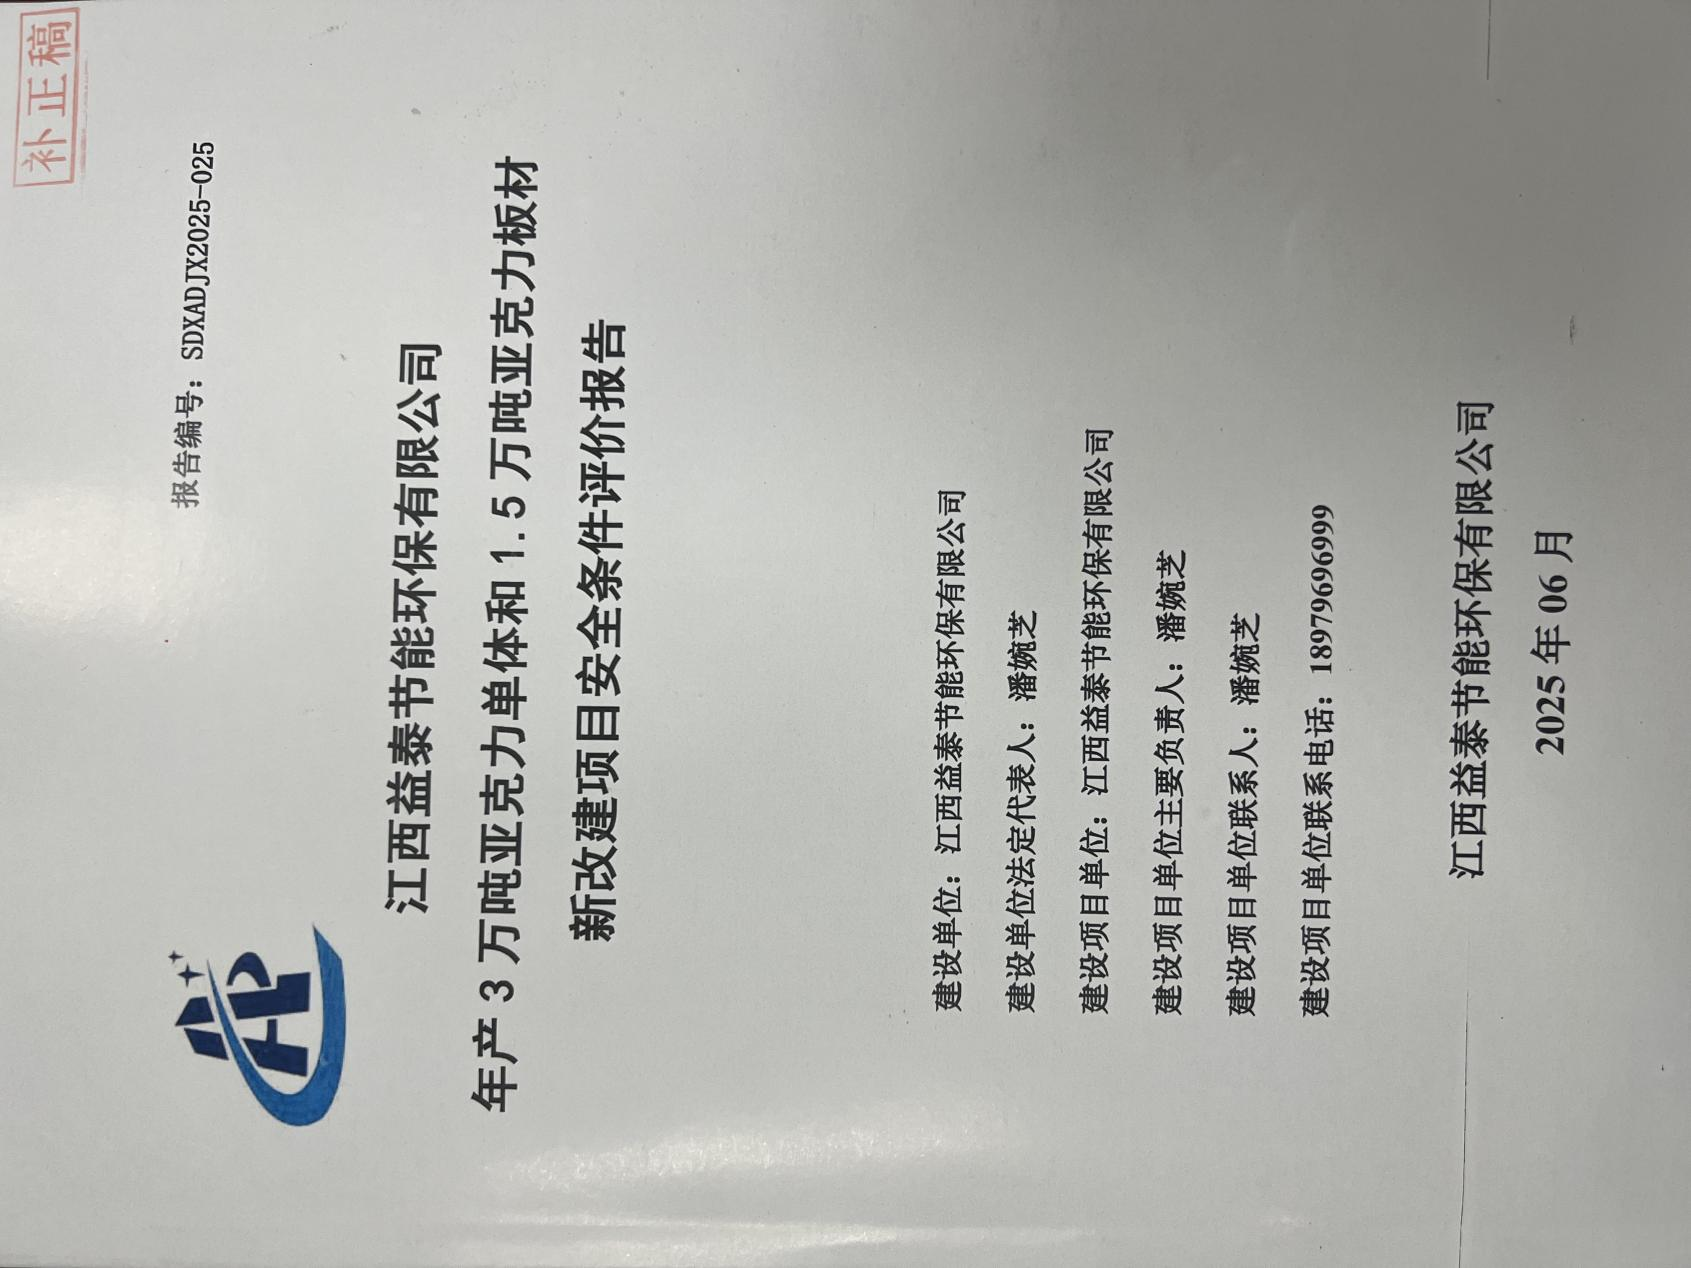 补正稿
报告编号：SDXADJX2025-025
AP
江西益泰节能环保有限公司
年产 3 万吨亚克力单体和 1.5 万吨亚克力板材
新改建项目安全条件评价报告
建设单位：江西益泰节能环保有限公司
建设单位法定代表人：潘婉芝
建设项目单位：江西益泰节能环保有限公司
建设项目单位主要负责人：潘婉芝
建设项目单位联系人：潘婉芝
建设项目单位联系电话：18979696999
江西益泰节能环保有限公司
2025 年 06 月